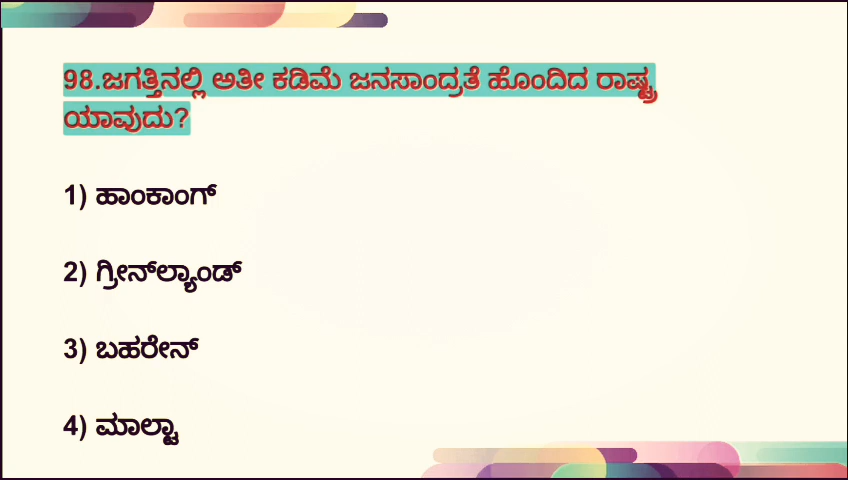 98.ಜಗತ್ತಿನಲ್ಲಿ ಅತೀ ಕಡಿಮೆ ಜನಸಾಂದ್ರತೆ ಹೊಂದಿದ ರಾಷ್ಟ್ರ
ಯಾವುದು?
1) ಹಾಂಕಾಂಗ್
2) ಗ್ರೀನ್‌ಲ್ಯಾಂಡ್
3) ಬಹರೇನ್
4) ಮಾಲ್ಟಾ